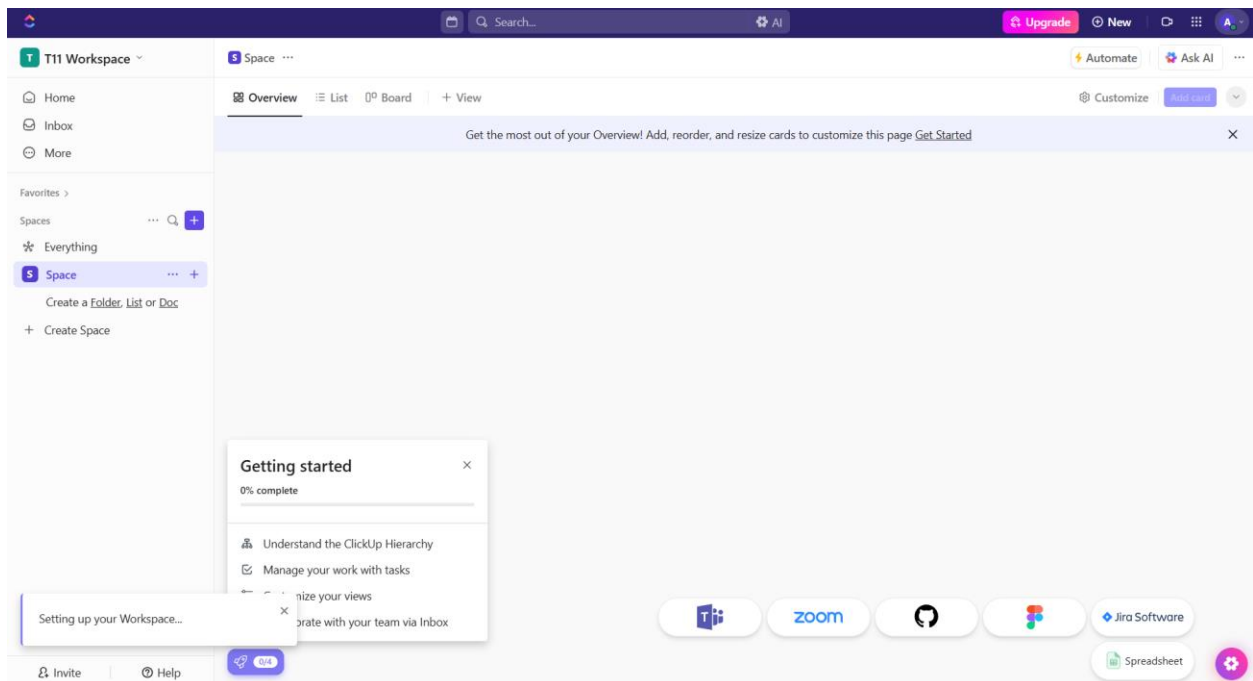 Search...
AI
Upgrade
New
A
T
T11 Workspace
S
Space
Automate
Ask AI
Home
Inbox
More
Overview
List
Board
+ View
Customize
Add card
Get the most out of your Overview! Add, reorder, and resize cards to customize this page Get Started
Favorites
Spaces
Everything
S
Space
Create a Folder, List or Doc
+ Create Space
Getting started
0% complete
Understand the ClickUp Hierarchy
Manage your work with tasks
nize your views
orate with your team via Inbox
Setting up your Workspace...
T
zoom
Jira Software
Spreadsheet
Invite
Help
0/4